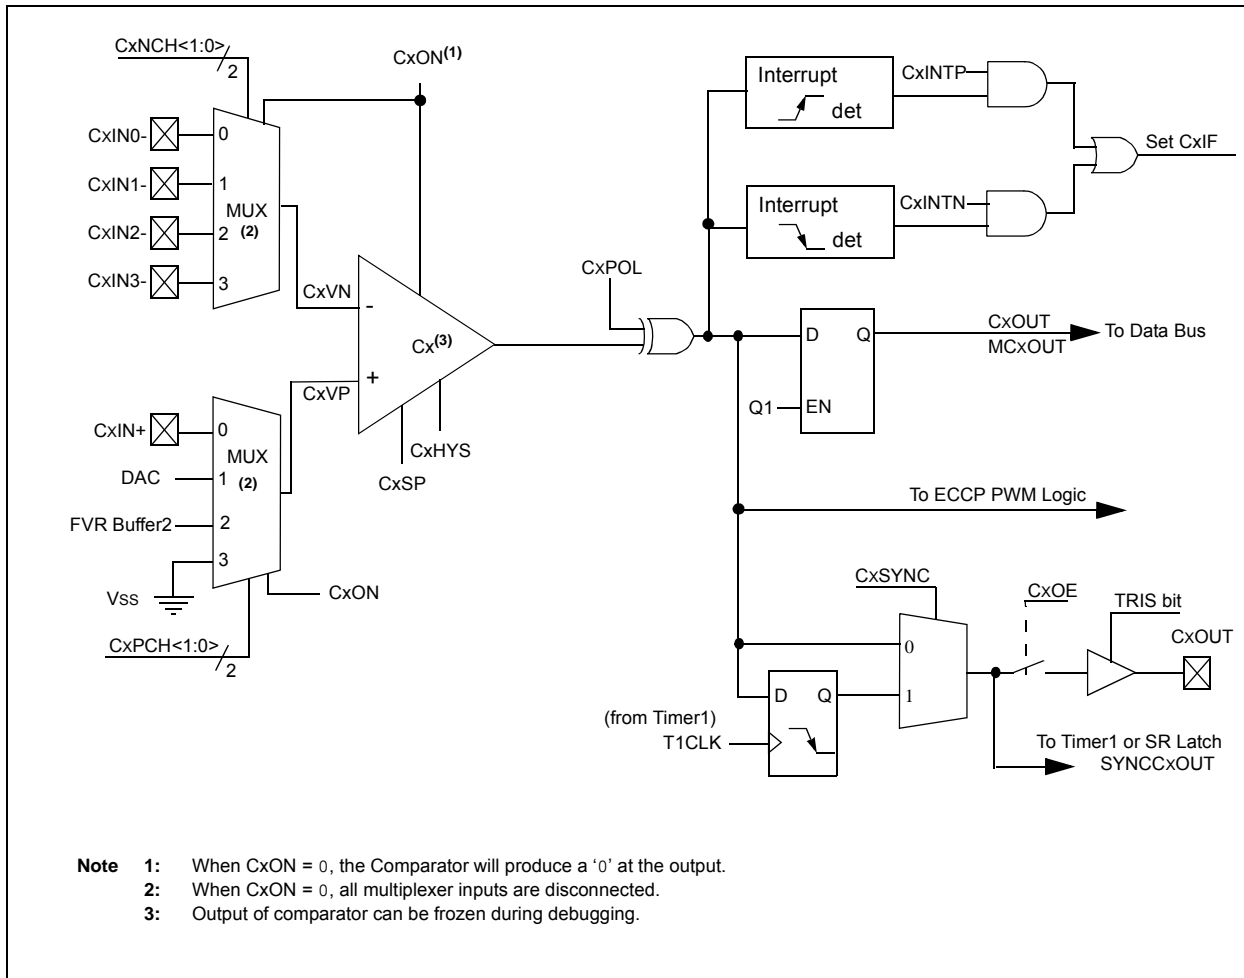 CxNCH<1:0>
2
CxON(1)
CxIN0-
0
CxIN1-
1
MUX
(2)
CxIN2-
2
CxIN3-
3
CxVN
-
Cx(3)
CxVP
+
CxHYS
CxSP
CxIN+
0
MUX
(2)
DAC
1
FVR Buffer2
2
3
Vss
CxON
CxPCH<1:0>
2
CxPOL
Interrupt
det
CxINTP
Set CxIF
Interrupt
det
CxINTN
D Q
Q1
EN
CxOUT
MCxOUT
To Data Bus
To ECCP PWM Logic
CxSYNC
0
1
D Q
(from Timer1)
T1CLK
CxOE
TRIS bit
CxOUT
To Timer1 or SR Latch
SYNCCxOUT
Note 1: When CxON = 0, the Comparator will produce a ‘0’ at the output.
2: When CxON = 0, all multiplexer inputs are disconnected.
3: Output of comparator can be frozen during debugging.